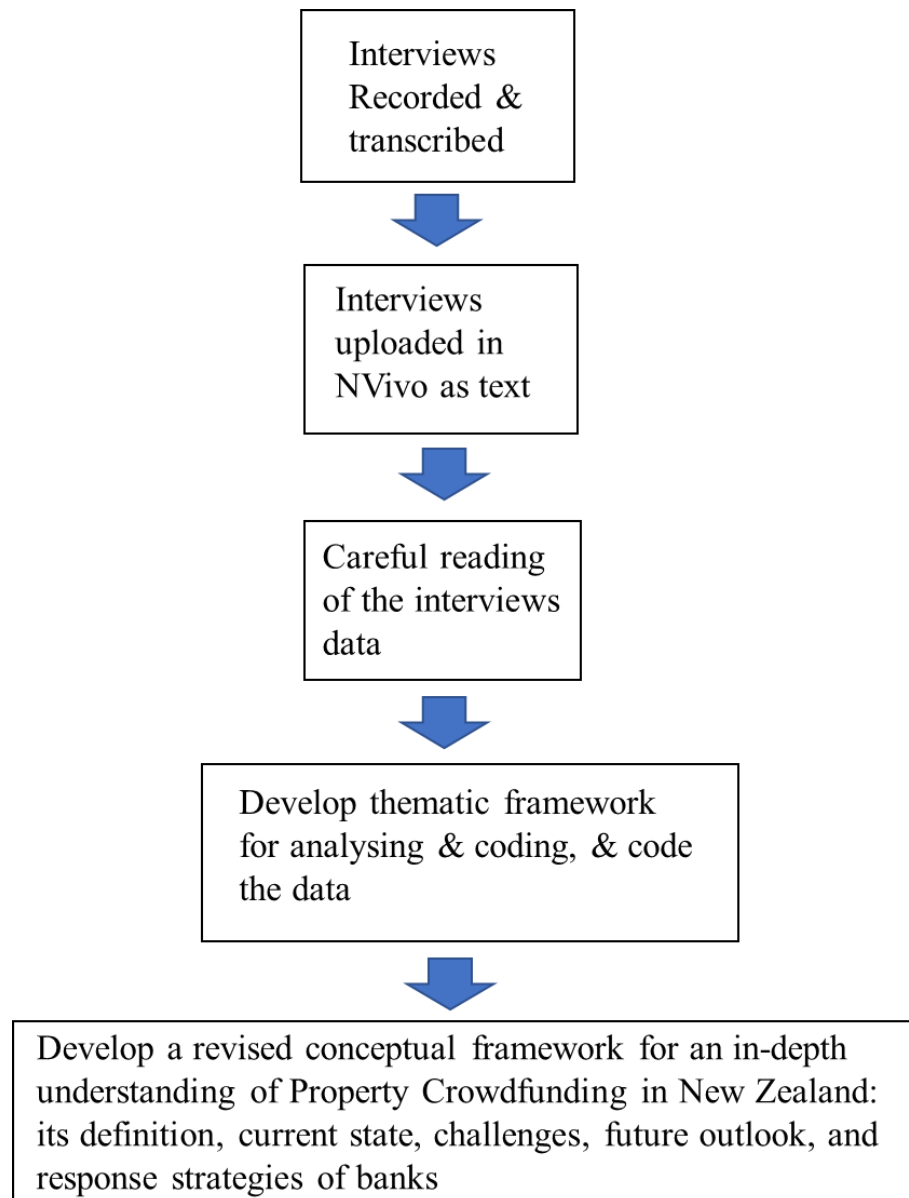 Interviews
Recorded &
transcribed
Interviews
uploaded in
NVivo as text
Careful reading
of the interviews
data
Develop thematic framework
for analysing & coding, & code
the data
Develop a revised conceptual framework for an in-depth
understanding of Property Crowdfunding in New Zealand:
its definition, current state, challenges, future outlook, and
response strategies of banks